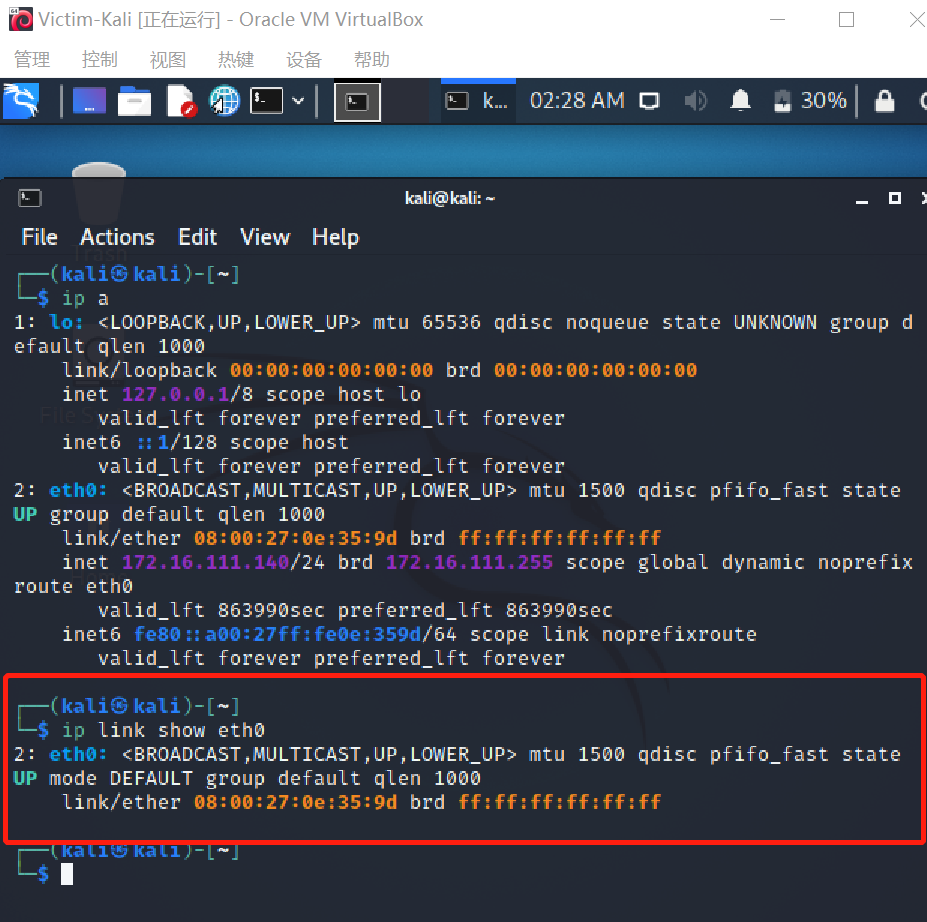 Victim-Kali [正在运行] - Oracle VM VirtualBox
管理 控制 视图 热键 设备 帮助
k... 02:28 AM 30%
kali@kali: ~
File Actions Edit View Help
Trash
┌──(kali㉿kali)-[~]
└─$ ip a
1: lo: <LOOPBACK,UP,LOWER_UP> mtu 65536 qdisc noqueue state UNKNOWN group d
efault qlen 1000
link/loopback 00:00:00:00:00:00 brd 00:00:00:00:00:00
inet 127.0.0.1/8 scope host lo
valid_lft forever preferred_lft forever
inet6 ::1/128 scope host
valid_lft forever preferred_lft forever
2: eth0: <BROADCAST,MULTICAST,UP,LOWER_UP> mtu 1500 qdisc pfifo_fast state
UP group default qlen 1000
link/ether 08:00:27:0e:35:9d brd ff:ff:ff:ff:ff:ff
inet 172.16.111.140/24 brd 172.16.111.255 scope global dynamic noprefix
route eth0
valid_lft 863990sec preferred_lft 863990sec
inet6 fe80::a00:27ff:fe0e:359d/64 scope link noprefixroute
valid_lft forever preferred_lft forever
┌──(kali㉿kali)-[~]
└─$ ip link show eth0
2: eth0: <BROADCAST,MULTICAST,UP,LOWER_UP> mtu 1500 qdisc pfifo_fast state
UP mode DEFAULT group default qlen 1000
link/ether 08:00:27:0e:35:9d brd ff:ff:ff:ff:ff:ff
┌──(kali㉿kali)-[~]
└─$